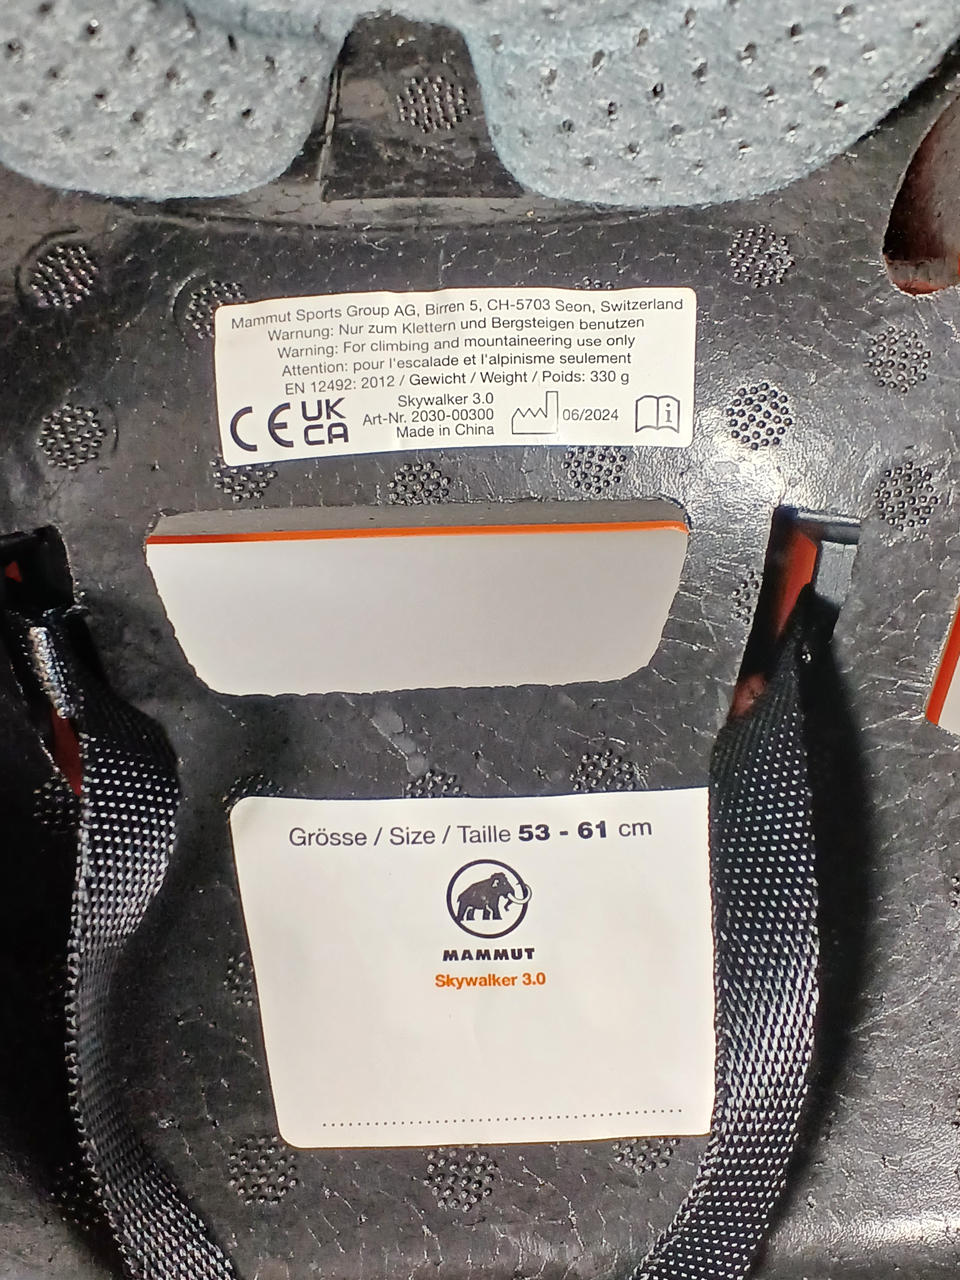 Mammut Sports Group AG, Birren 5, CH-5703 Seon, Switzerland
Warnung: Nur zum Klettern und Bergsteigen benutzen
Warning: For climbing and mountaineering use only
Attention: pour l'escalade et l'alpinisme seulement
EN 12492: 2012 / Gewicht / Weight / Poids: 330 g
CE UK CA
Skywalker 3.0
Art-Nr. 2030-00300
Made in China
06/2024
i
Grösse / Size / Taille 53 - 61 cm
MAMMUT
Skywalker 3.0